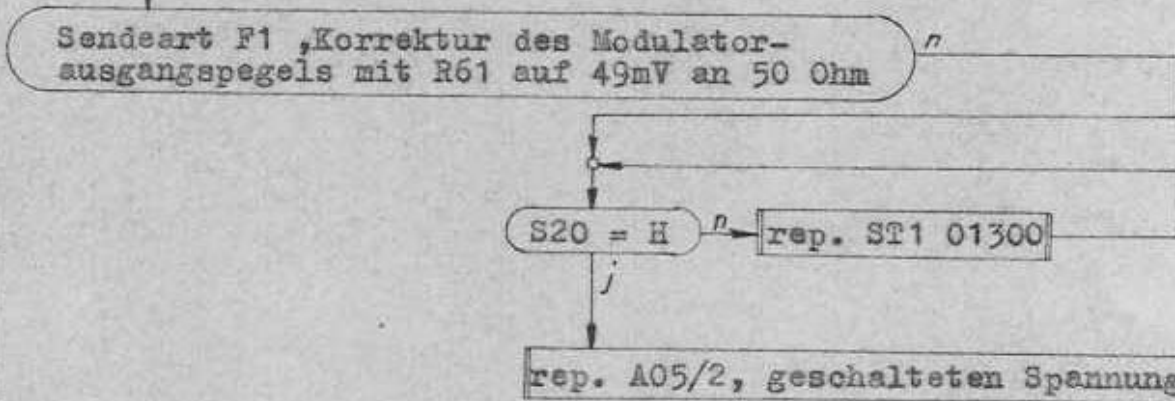 Sendeart F1 ,Korrektur des Modulator-
ausgangspegels mit R61 auf 49mV an 50 Ohm
n
S20 = H
n
rep. ST1 01300
j
rep. A05/2, geschalteten Spannung